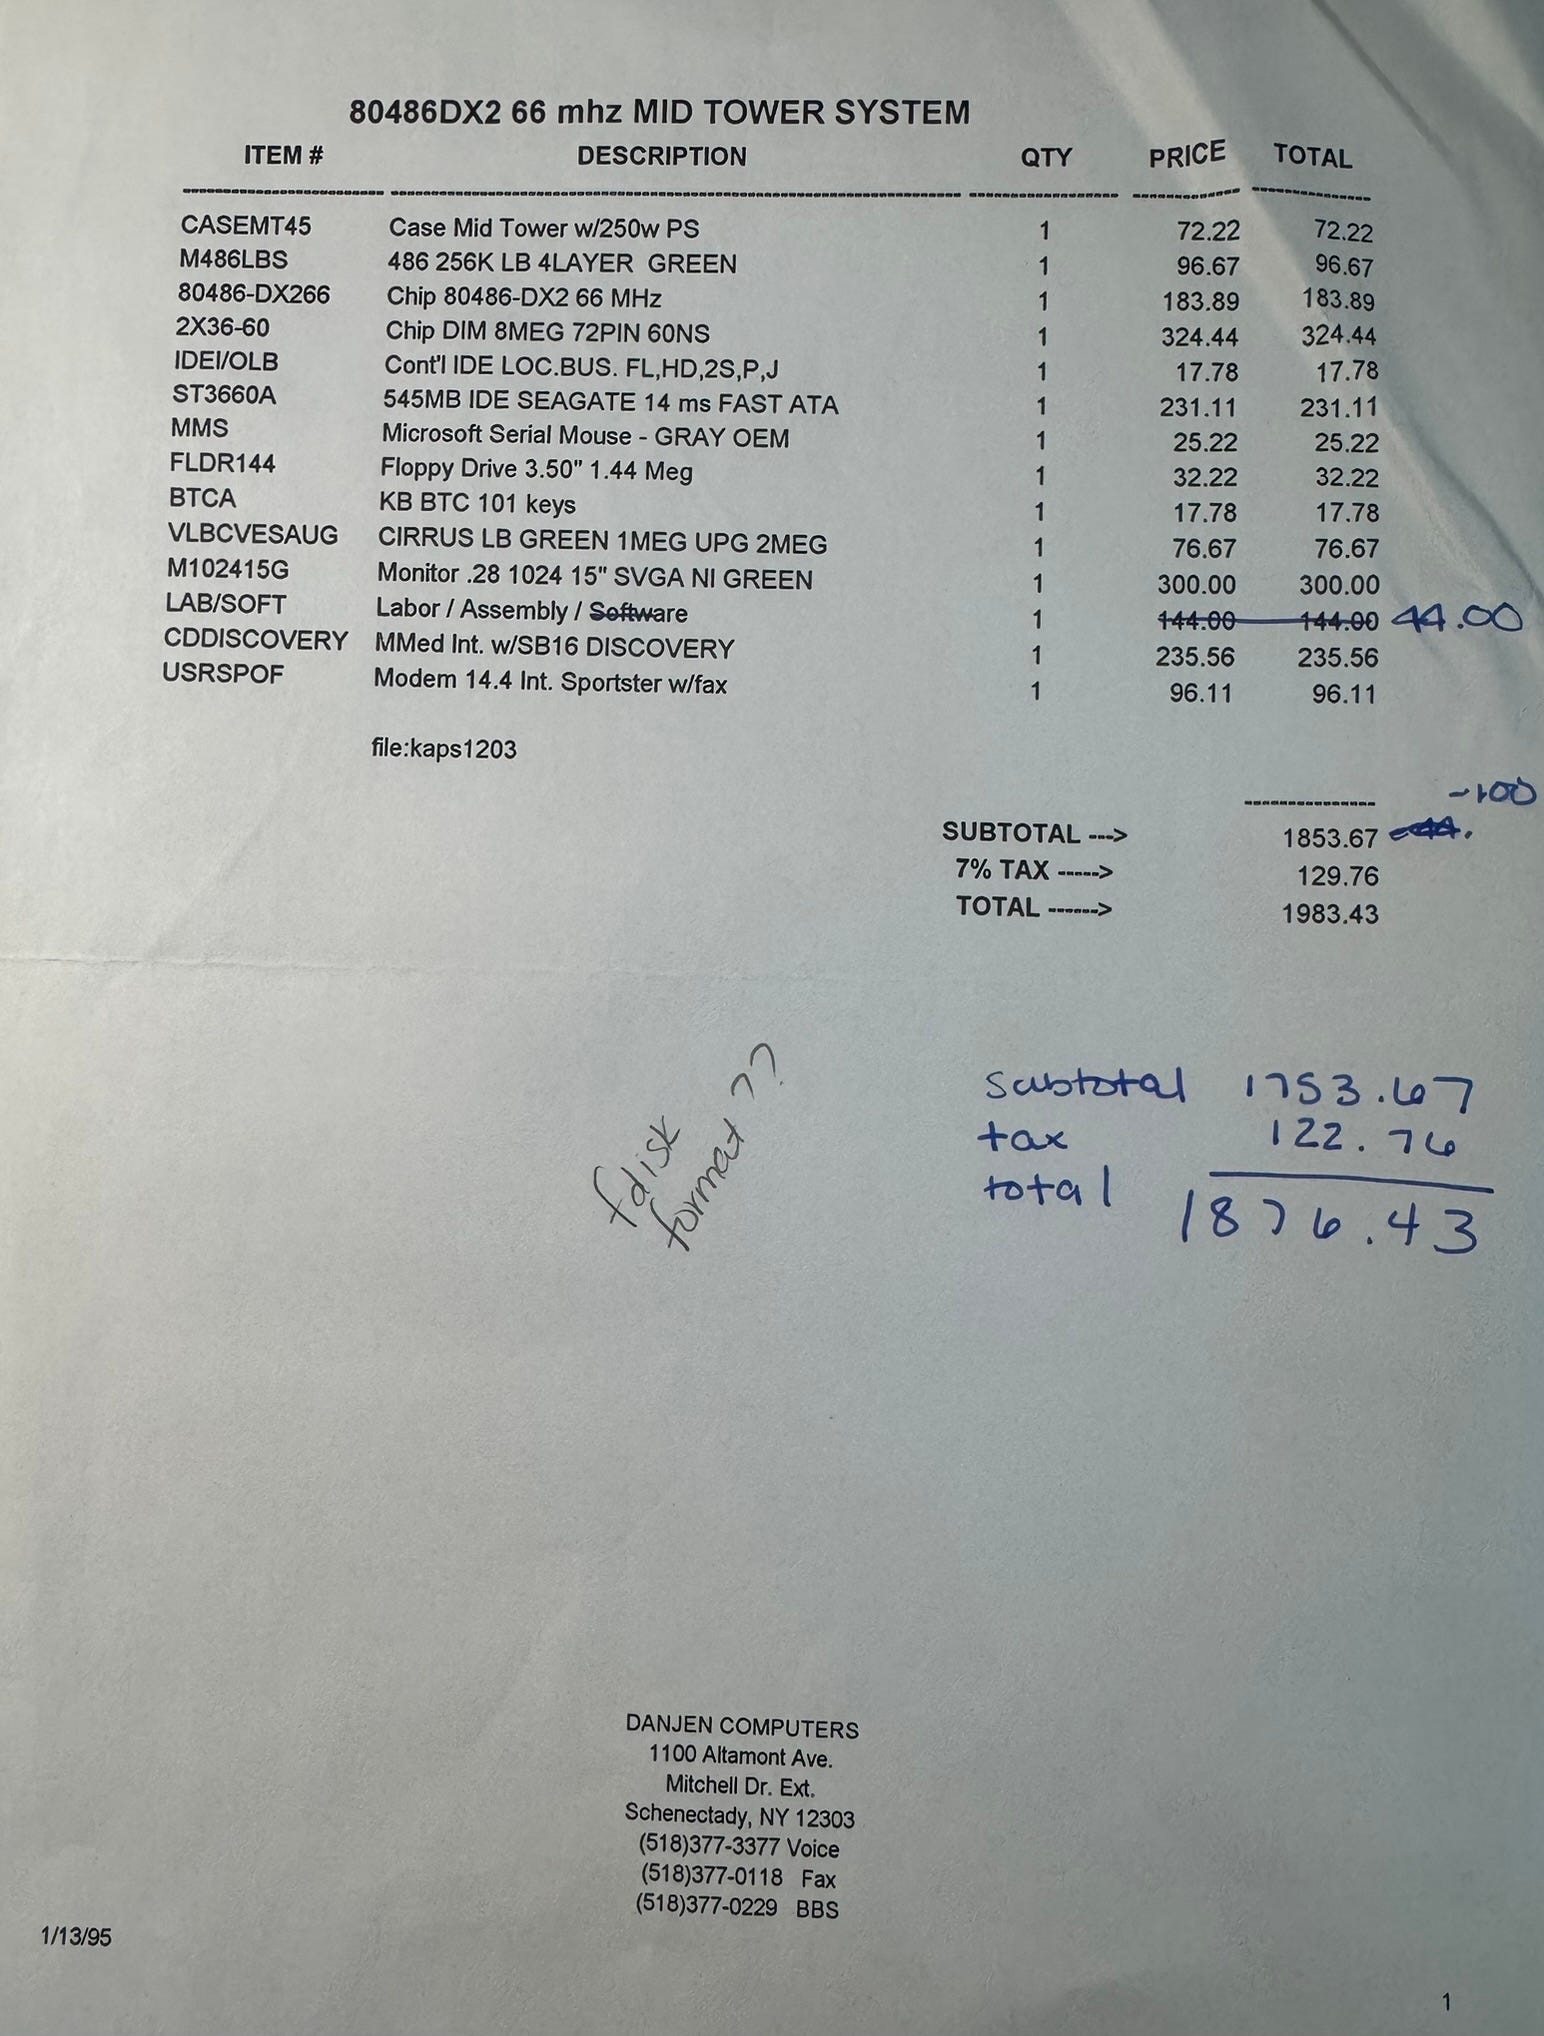 80486DX2 66 mhz MID TOWER SYSTEM
ITEM # DESCRIPTION QTY PRICE TOTAL
CASEMT45 Case Mid Tower w/250w PS 1 72.22 72.22
M486LBS 486 256K LB 4LAYER GREEN 1 96.67 96.67
80486-DX266 Chip 80486-DX2 66 MHz 1 183.89 183.89
2X36-60 Chip DIM 8MEG 72PIN 60NS 1 324.44 324.44
IDEI/OLB Cont'l IDE LOC.BUS. FL,HD,2S,P,J 1 17.78 17.78
ST3660A 545MB IDE SEAGATE 14 ms FAST ATA 1 231.11 231.11
MMS Microsoft Serial Mouse - GRAY OEM 1 25.22 25.22
FLDR144 Floppy Drive 3.50" 1.44 Meg 1 32.22 32.22
BTCA KB BTC 101 keys 1 17.78 17.78
VLBCVESAUG CIRRUS LB GREEN 1MEG UPG 2MEG 1 76.67 76.67
M102415G Monitor .28 1024 15" SVGA NI GREEN 1 300.00 300.00
LAB/SOFT Labor / Assembly / Software 1 144.00 144.00 44.00
CDDISCOVERY MMed Int. w/SB16 DISCOVERY 1 235.56 235.56
USRSPOF Modem 14.4 Int. Sportster w/fax 1 96.11 96.11
file:kaps1203
-100
SUBTOTAL ---> 1853.67 -44.
7% TAX -----> 129.76
TOTAL ------> 1983.43
subtotal 1753.67
tax 122.76
total 1876.43
fdisk
format ??
DANJEN COMPUTERS
1100 Altamont Ave.
Mitchell Dr. Ext.
Schenectady, NY 12303
(518)377-3377 Voice
(518)377-0118 Fax
(518)377-0229 BBS
1/13/95
1